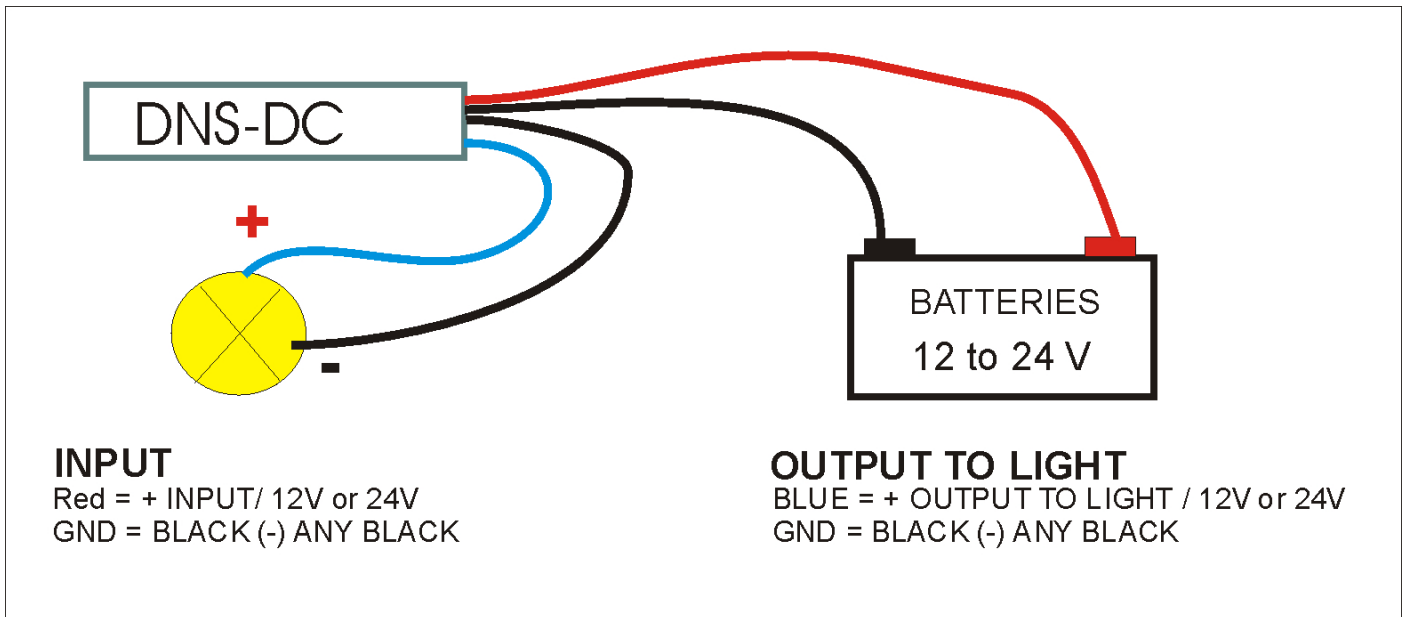 DNS-DC
+
-
BATTERIES
12 to 24 V
INPUT
Red = + INPUT/ 12V or 24V
GND = BLACK (-) ANY BLACK
OUTPUT TO LIGHT
BLUE = + OUTPUT TO LIGHT / 12V or 24V
GND = BLACK (-) ANY BLACK